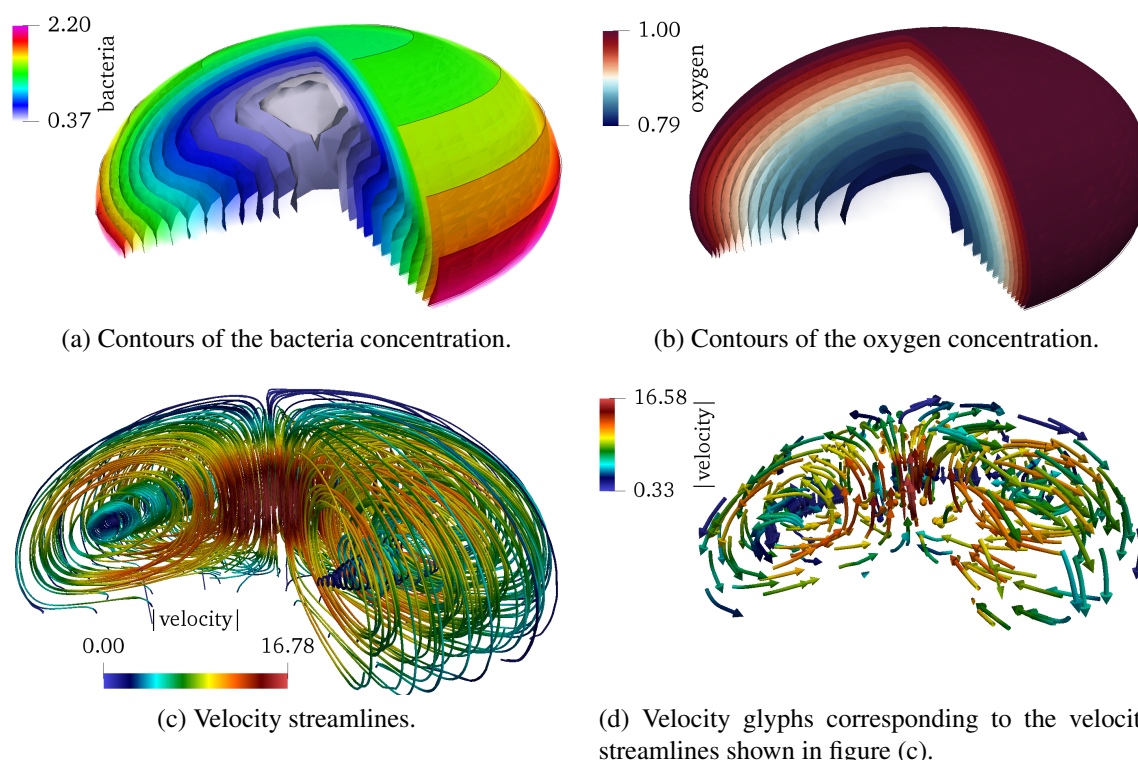 2.20
bacteria
0.37
1.00
oxygen
0.79
(a) Contours of the bacteria concentration.
(b) Contours of the oxygen concentration.
|velocity|
0.00
16.78
16.58
|velocity|
0.33
(c) Velocity streamlines.
(d) Velocity glyphs corresponding to the velocit
streamlines shown in figure (c).